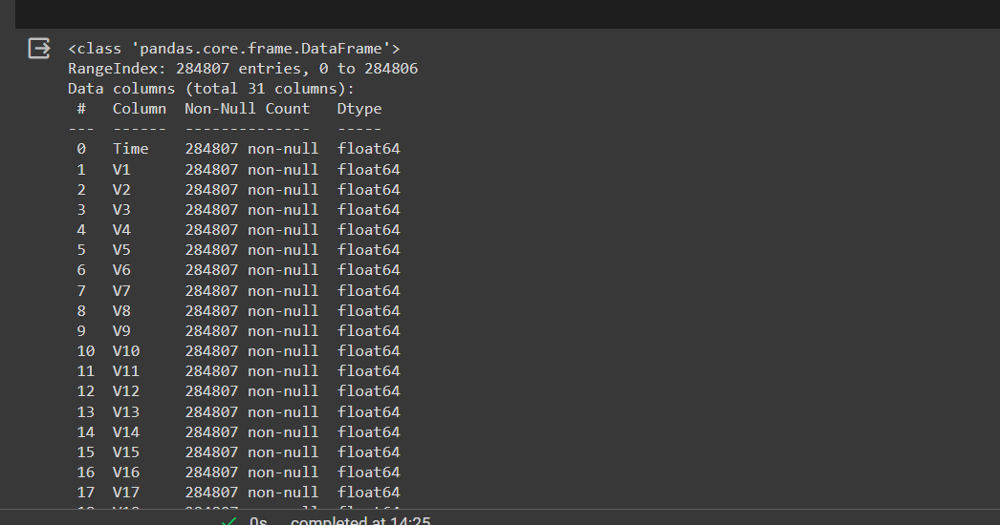 <class 'pandas.core.frame.DataFrame'>
RangeIndex: 284807 entries, 0 to 284806
Data columns (total 31 columns):
 #   Column  Non-Null Count   Dtype
---  ------  --------------   -----
 0   Time    284807 non-null  float64
 1   V1      284807 non-null  float64
 2   V2      284807 non-null  float64
 3   V3      284807 non-null  float64
 4   V4      284807 non-null  float64
 5   V5      284807 non-null  float64
 6   V6      284807 non-null  float64
 7   V7      284807 non-null  float64
 8   V8      284807 non-null  float64
 9   V9      284807 non-null  float64
 10  V10     284807 non-null  float64
 11  V11     284807 non-null  float64
 12  V12     284807 non-null  float64
 13  V13     284807 non-null  float64
 14  V14     284807 non-null  float64
 15  V15     284807 non-null  float64
 16  V16     284807 non-null  float64
 17  V17     284807 non-null  float64
0s completed at 14:25